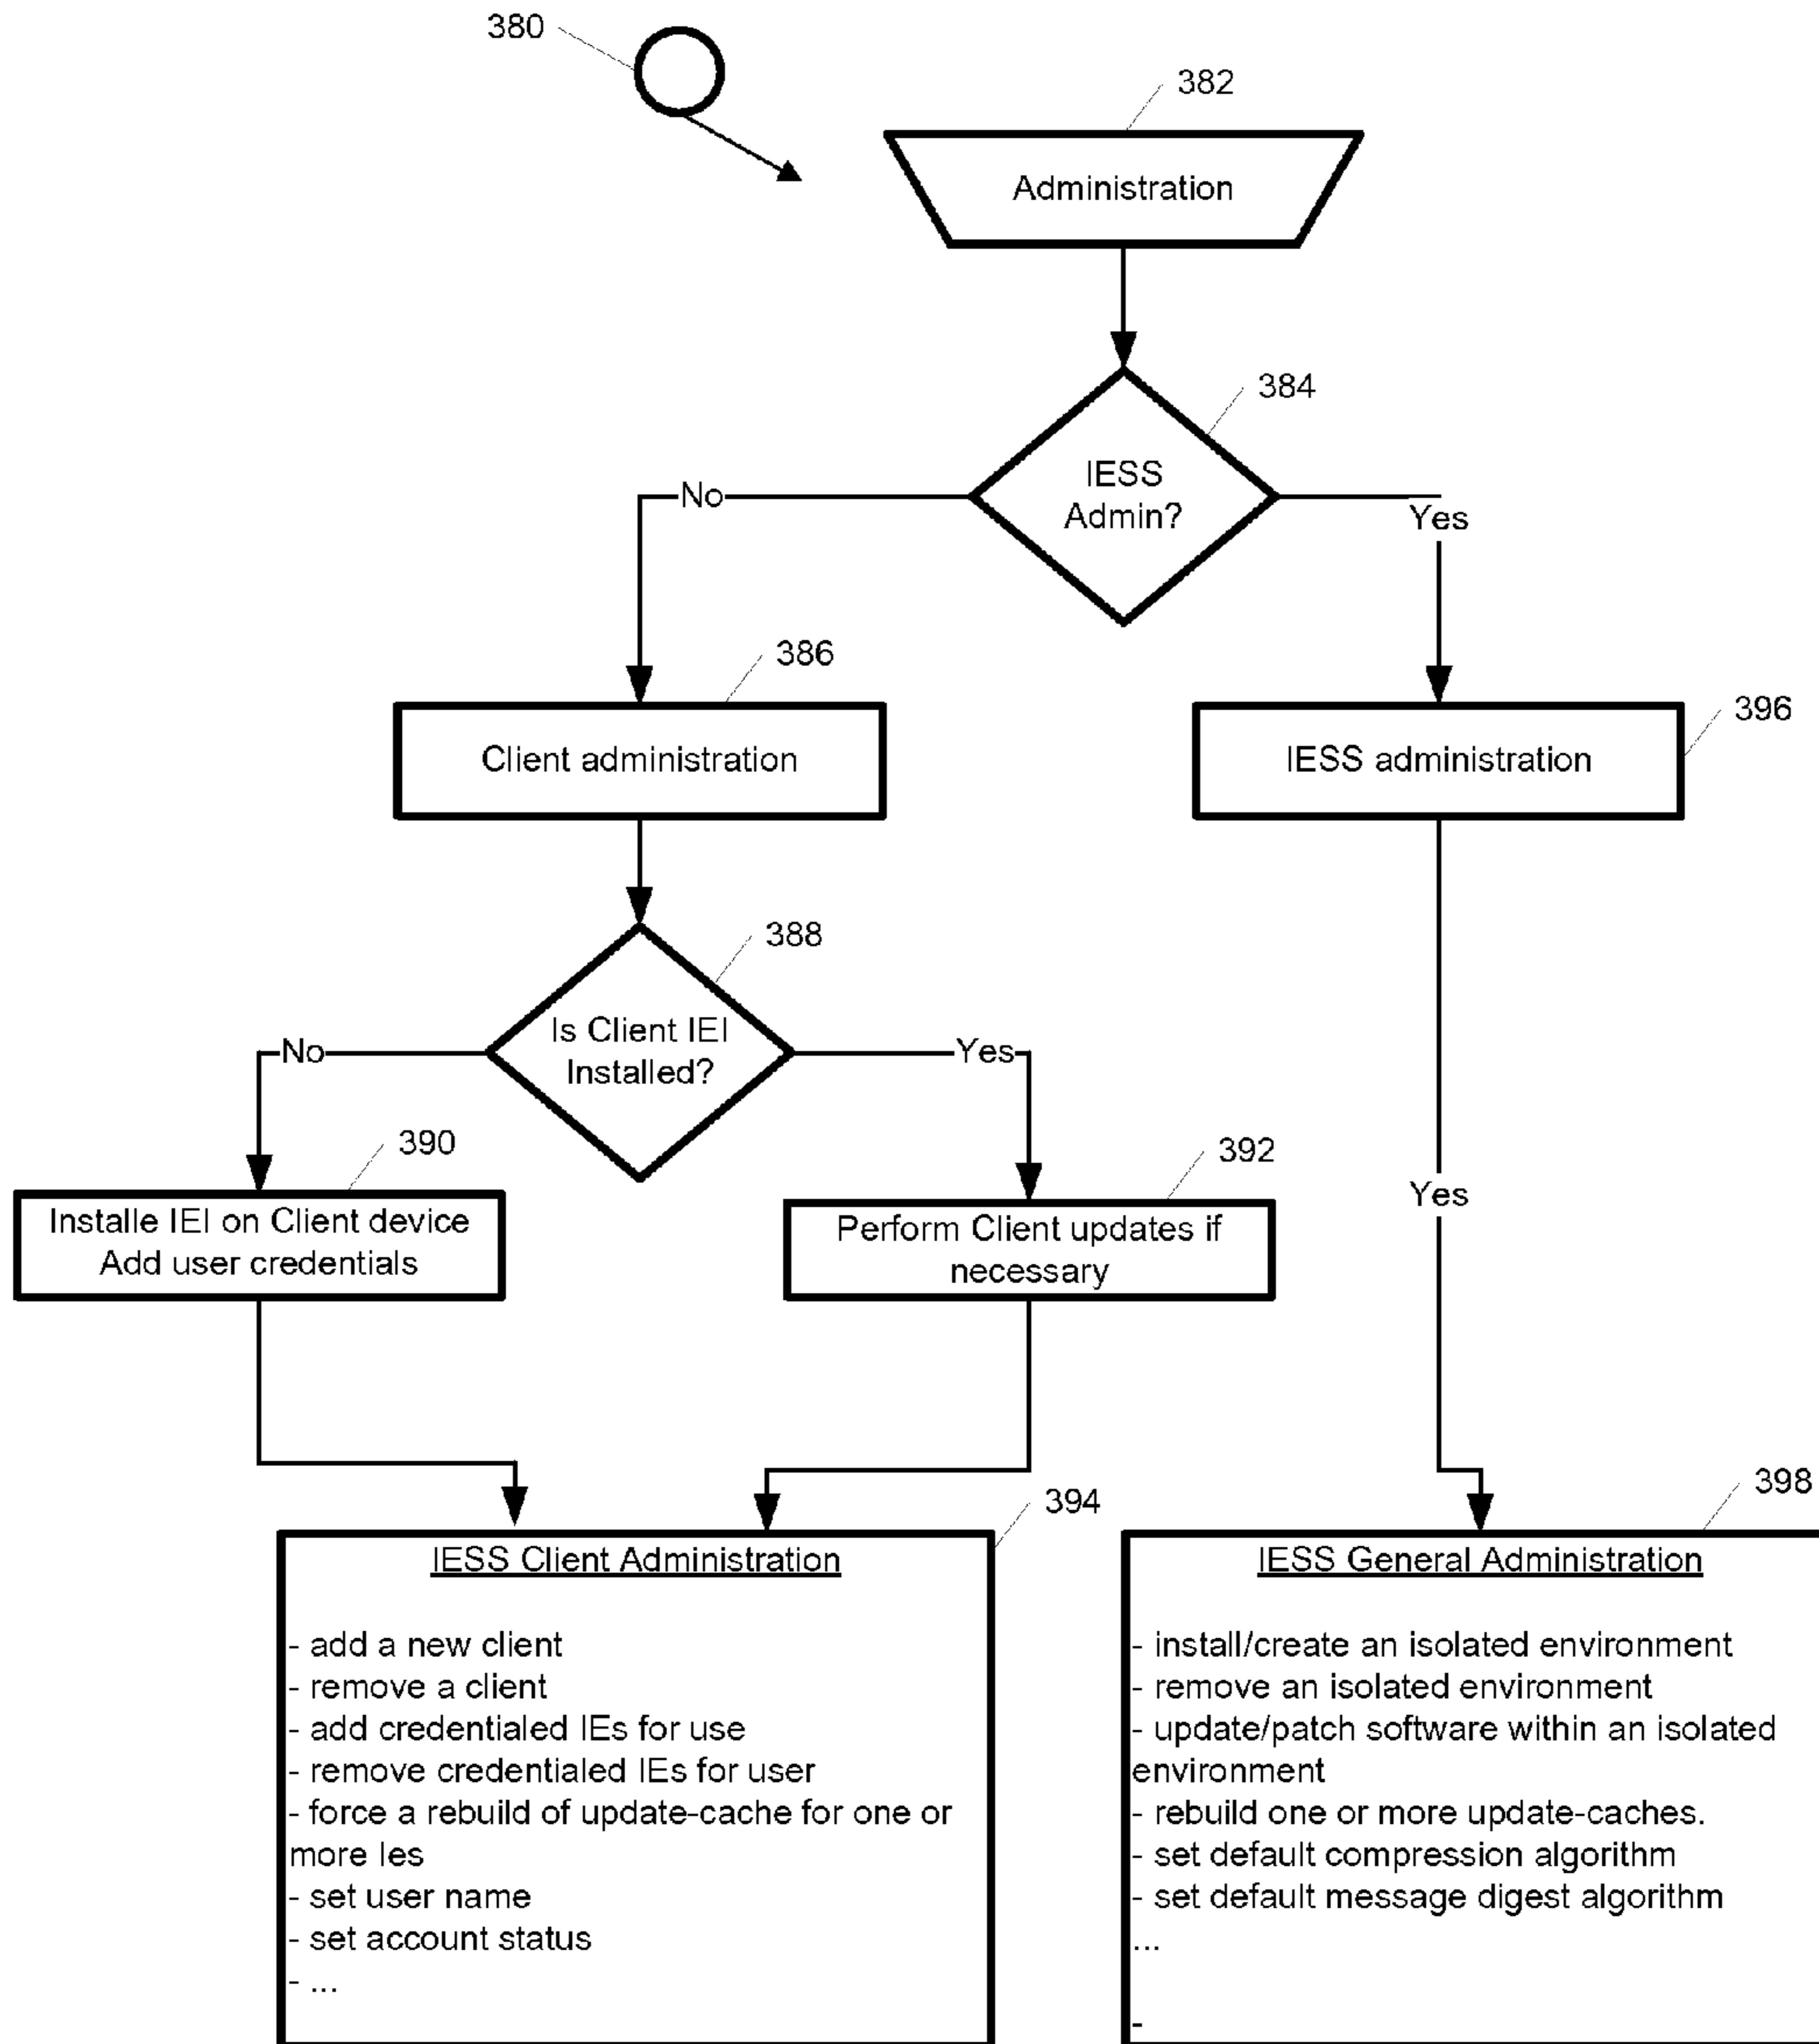 380
382
Administration
384
IESS
Admin?
No
Yes
386
Client administration
396
IESS administration
388
Is Client IEI
Installed?
No
Yes
390
Installe IEI on Client device
Add user credentials
392
Perform Client updates if
necessary
Yes
394
IESS Client Administration
- add a new client
- remove a client
- add credentialed IEs for use
- remove credentialed IEs for user
- force a rebuild of update-cache for one or
more Ies
- set user name
- set account status
- ...
398
IESS General Administration
- install/create an isolated environment
- remove an isolated environment
- update/patch software within an isolated
environment
- rebuild one or more update-caches.
- set default compression algorithm
- set default message digest algorithm
...
-